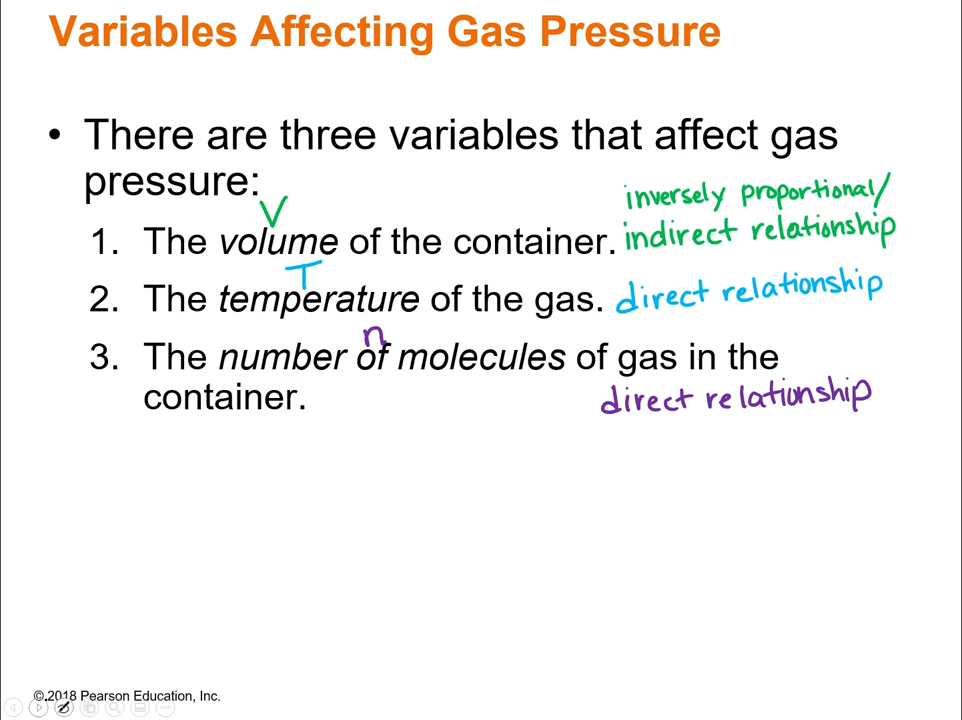 Variables Affecting Gas Pressure
• There are three variables that affect gas
pressure:
V
inversely proportional/
1. The volume of the container.
indirect relationship
T
2. The temperature of the gas.
direct relationship
n
3. The number of molecules of gas in the
container.
direct relationship
©2018 Pearson Education, Inc.